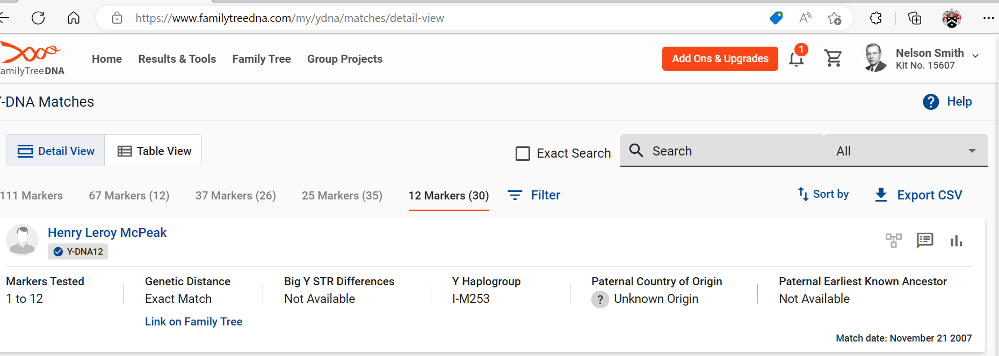 https://www.familytreedna.com/my/ydna/matches/detail-view
FamilyTreeDNA
Home
Results & Tools
Family Tree
Group Projects
Add Ons & Upgrades
1
Nelson Smith
Kit No. 15607
Y-DNA Matches
? Help
Detail View
Table View
Exact Search
Search
All
111 Markers
67 Markers (12)
37 Markers (26)
25 Markers (35)
12 Markers (30)
Filter
Sort by
Export CSV
Henry Leroy McPeak
Y-DNA12
Markers Tested
1 to 12
Genetic Distance
Exact Match
Link on Family Tree
Big Y STR Differences
Not Available
Y Haplogroup
I-M253
Paternal Country of Origin
? Unknown Origin
Paternal Earliest Known Ancestor
Not Available
Match date: November 21 2007